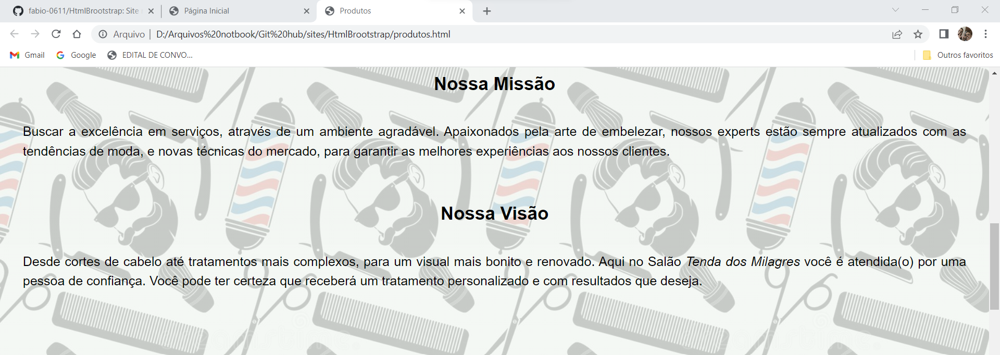 fabio-0611/HtmlBrootstrap: Site
Página Inicial
Produtos
Arquivo
D:/Arquivos%20notbook/Git%20hub/sites/HtmlBrootstrap/produtos.html
Gmail
Google
EDITAL DE CONVO...
Outros favoritos
Nossa Missão
Buscar a excelência em serviços, através de um ambiente agradável. Apaixonados pela arte de embelezar, nossos experts estão sempre atualizados com as
tendências de moda, e novas técnicas do mercado, para garantir as melhores experiências aos nossos clientes.
Nossa Visão
Desde cortes de cabelo até tratamentos mais complexos, para um visual mais bonito e renovado. Aqui no Salão Tenda dos Milagres você é atendida(o) por uma
pessoa de confiança. Você pode ter certeza que receberá um tratamento personalizado e com resultados que deseja.